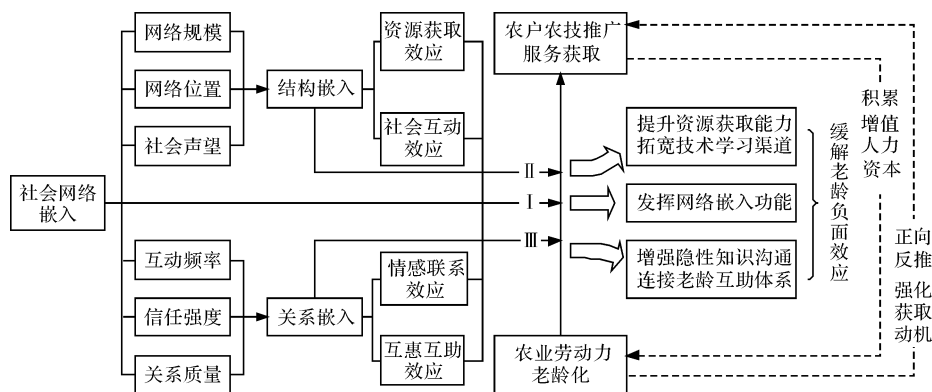 社会网络
嵌入
网络规模
网络位置
社会声望
互动频率
信任强度
关系质量
结构嵌入
关系嵌入
资源获取
效应
社会互动
效应
情感联系
效应
互惠互助
效应
农户农技推广
服务获取
Ⅱ
Ⅰ
Ⅲ
农业劳动力
老龄化
提升资源获取能力
拓宽技术学习渠道
发挥网络嵌入功能
增强隐性知识沟通
连接老龄互助体系
缓解老龄负面效应
积累
增值
人力
资本
正向
反推
强化
获取
动机